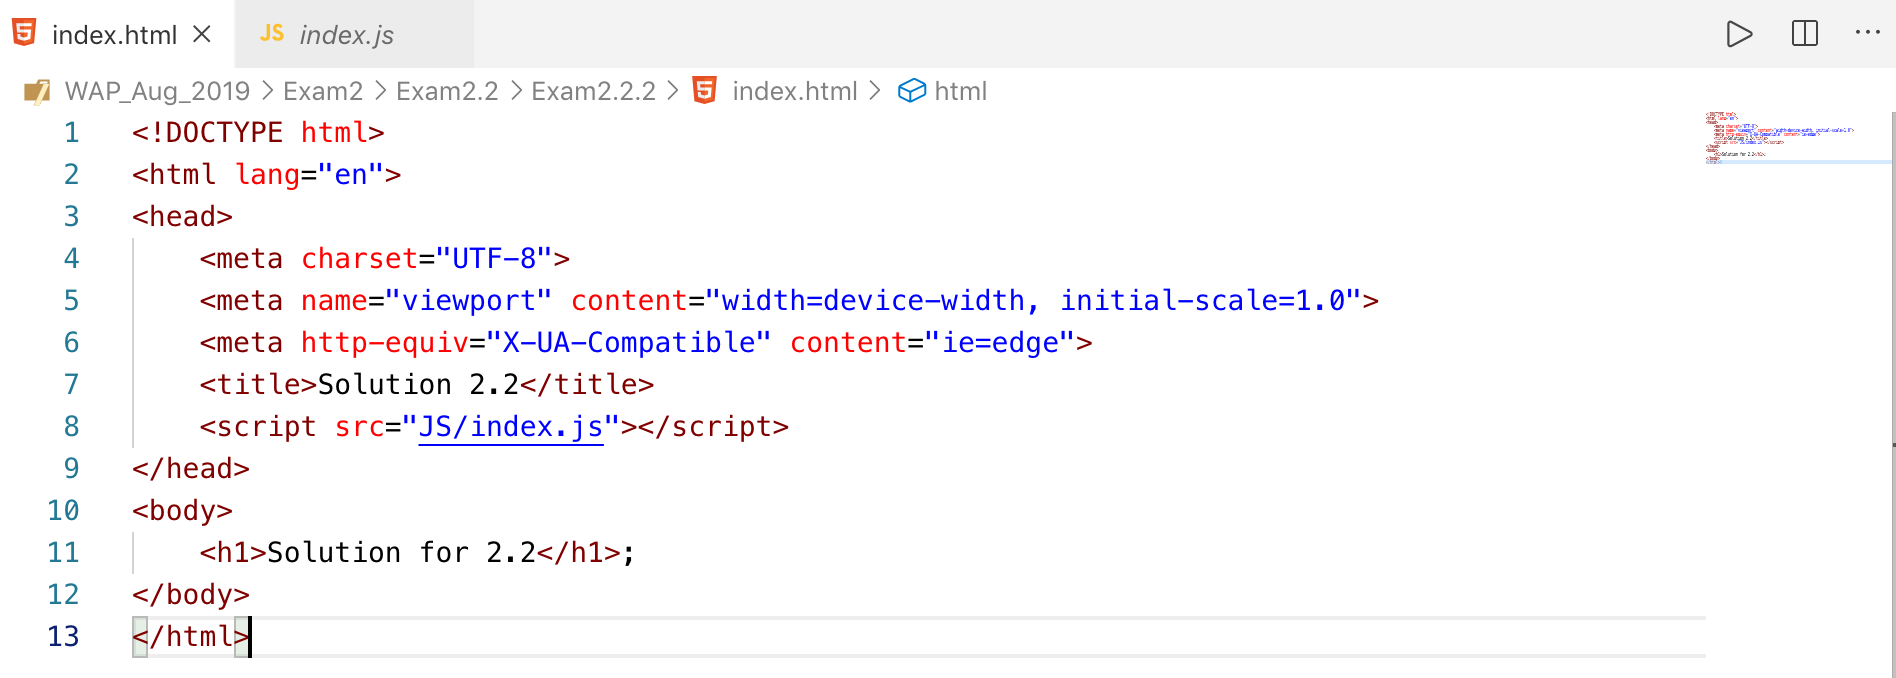 index.html × JS index.js ...
WAP_Aug_2019 > Exam2 > Exam2.2 > Exam2.2.2 > index.html > html
1 <!DOCTYPE html>
2 <html lang="en">
3 <head>
4     <meta charset="UTF-8">
5     <meta name="viewport" content="width=device-width, initial-scale=1.0">
6     <meta http-equiv="X-UA-Compatible" content="ie=edge">
7     <title>Solution 2.2</title>
8     <script src="JS/index.js"></script>
9 </head>
10 <body>
11     <h1>Solution for 2.2</h1>;
12 </body>
13 </html>